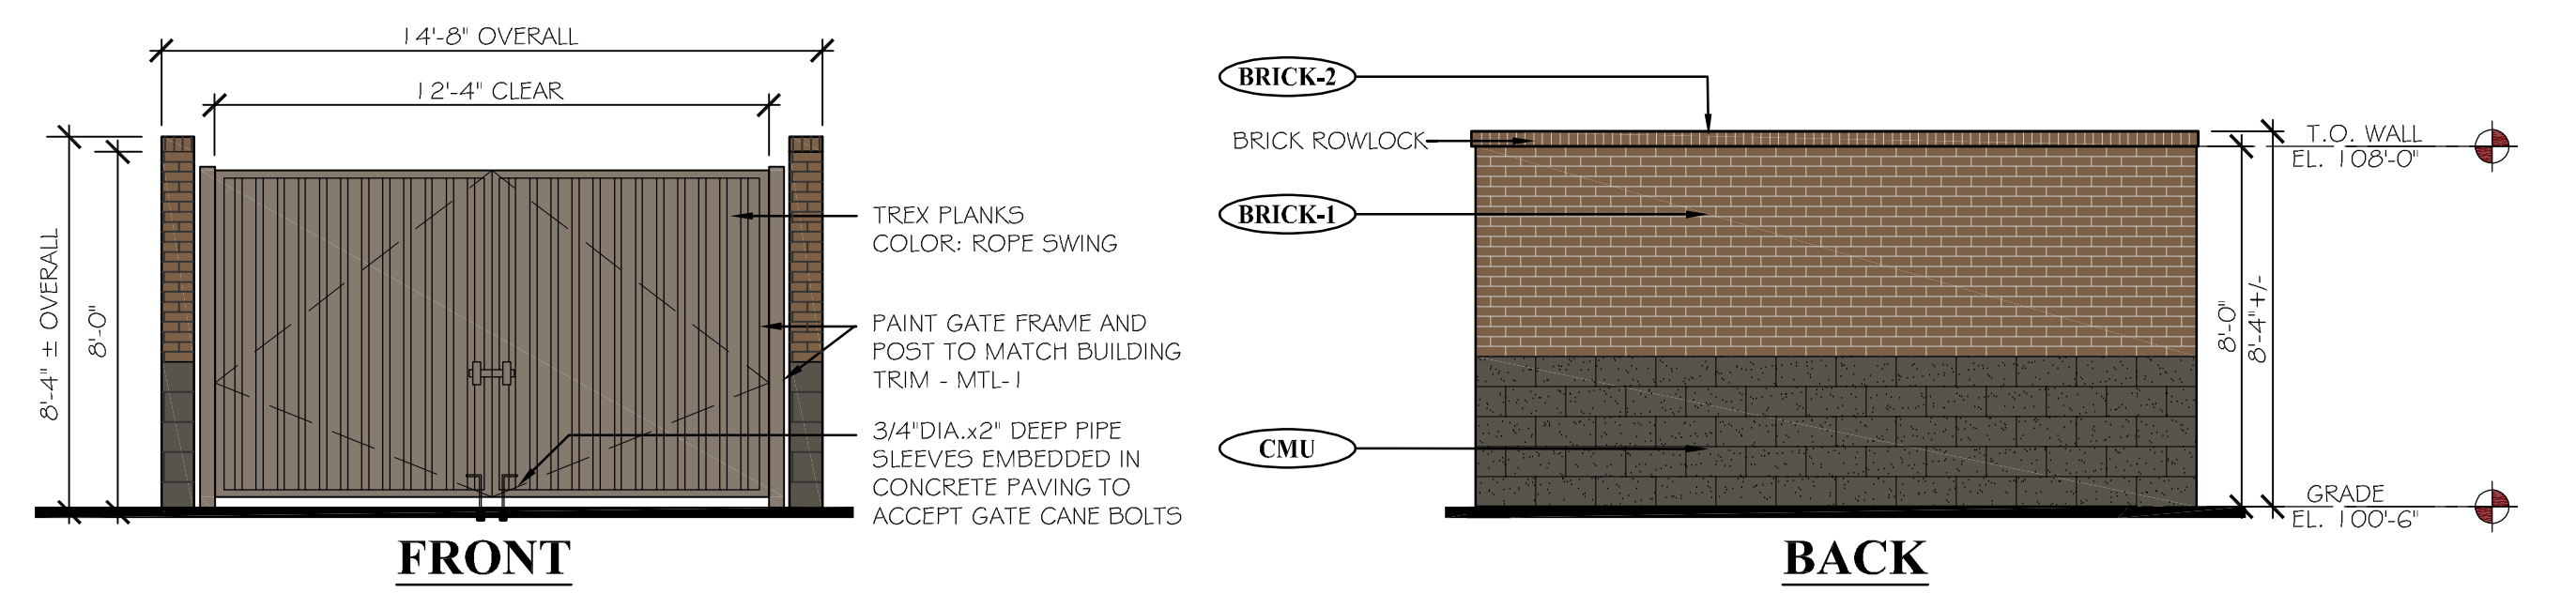 14'-8" OVERALL
12'-4" CLEAR
8'-4" ± OVERALL
8'-0"
TREX PLANKS
COLOR: ROPE SWING
PAINT GATE FRAME AND
POST TO MATCH BUILDING
TRIM - MTL-1
3/4"DIA.x2" DEEP PIPE
SLEEVES EMBEDDED IN
CONCRETE PAVING TO
ACCEPT GATE CANE BOLTS
FRONT
BRICK-2
BRICK ROWLOCK
BRICK-1
CMU
8'-0"
8'-4"+/-
T.O. WALL
EL. 108'-0"
GRADE
EL. 100'-6"
BACK